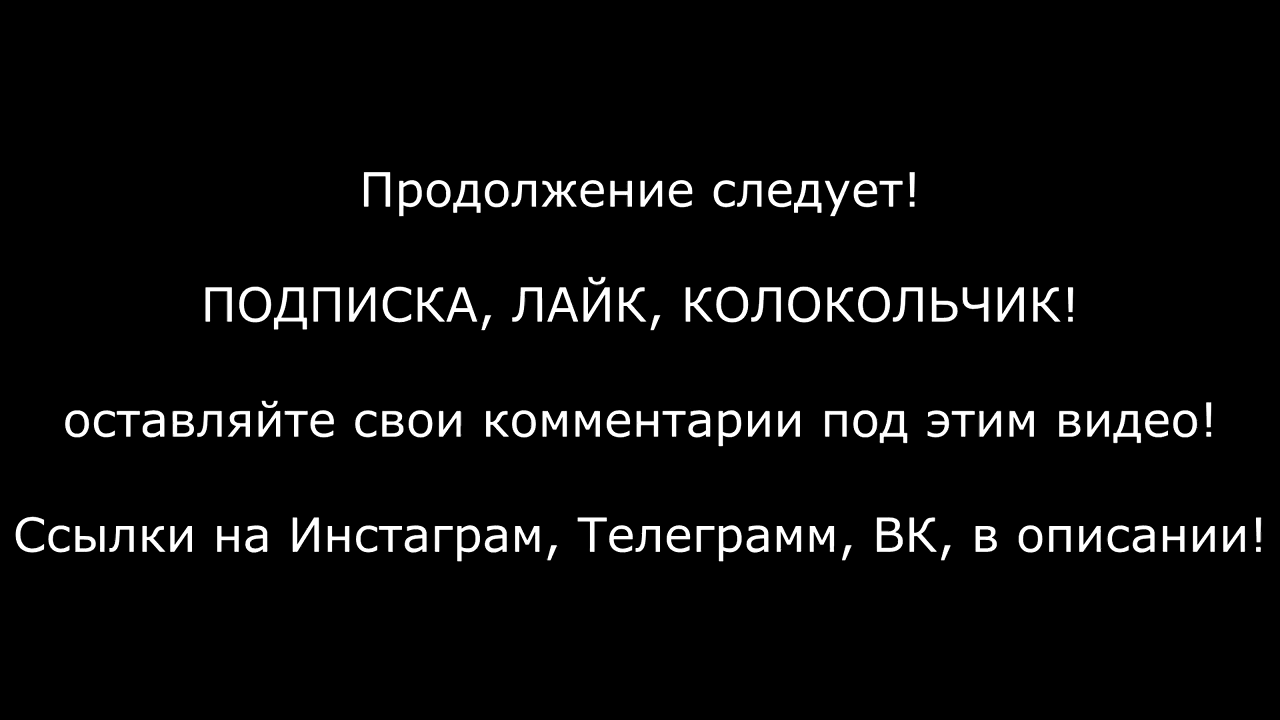 Продолжение следует!
ПОДПИСКА, ЛАЙК, КОЛОКОЛЬЧИК!
оставляйте свои комментарии под этим видео!
Ссылки на Инстаграм, Телеграмм, ВК, в описании!